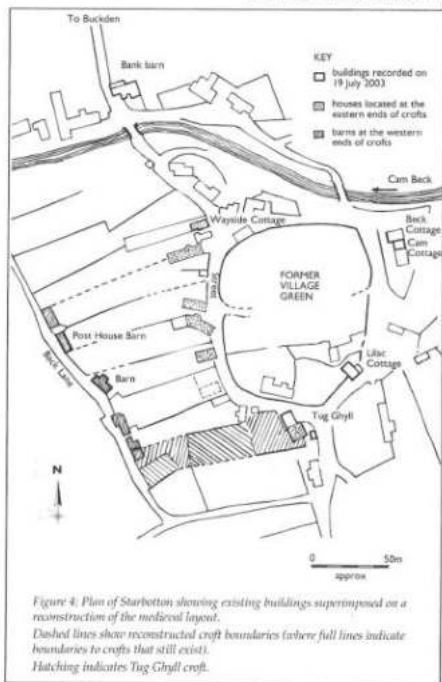 To Buckden
Bank barn
KEY
buildings recorded on
19 July 2003
houses located at the
eastern ends of crofts
barns at the western
ends of crofts
Cam Beck
Wayside Cottage
Beck
Cottage
Cam
Cottage
Street
FORMER
VILLAGE
GREEN
Post House Barn
Back Lane
Barn
Lilac
Cottage
Tug Ghyll
N
0 50m
approx
Figure 4: Plan of Starbotton showing existing buildings superimposed on a
reconstruction of the medieval layout.
Dashed lines show reconstructed croft boundaries (where full lines indicate
boundaries to crofts that still exist).
Hatching indicates Tug Ghyll croft.